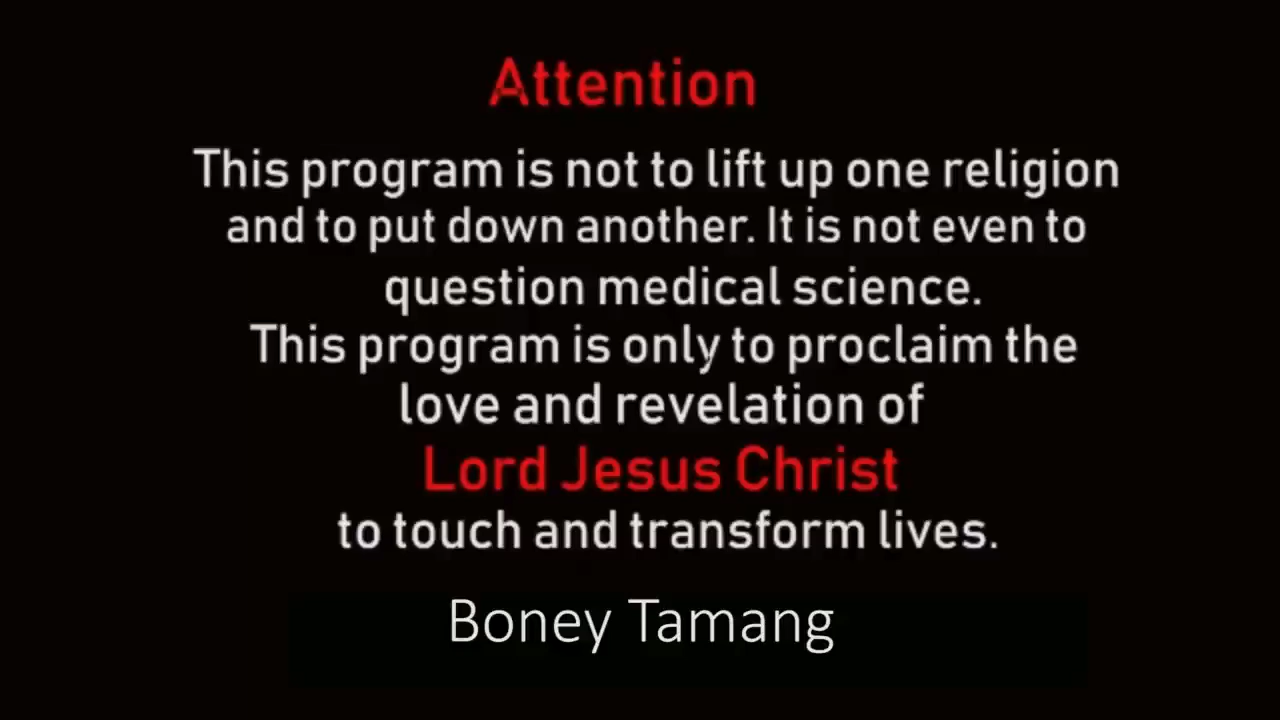 Attention
This program is not to lift up one religion
and to put down another. It is not even to
question medical science.
This program is only to proclaim the
love and revelation of
Lord Jesus Christ
to touch and transform lives.
Boney Tamang